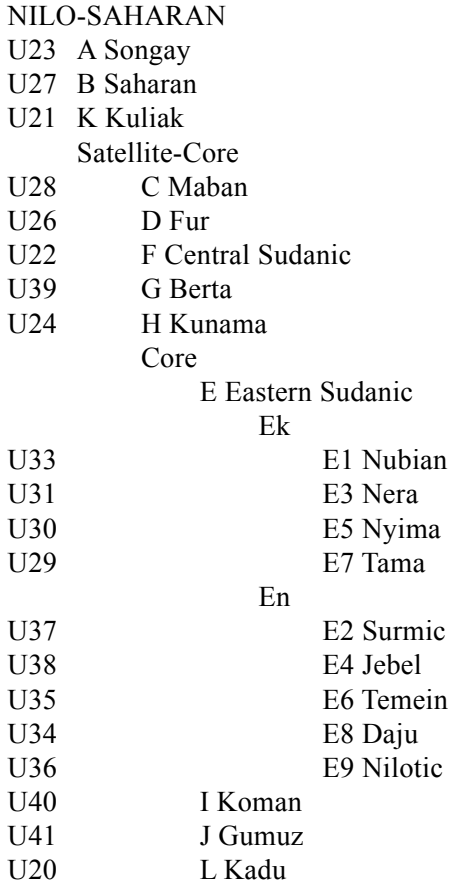 NILO-SAHARAN
U23 A Songay
U27 B Saharan
U21 K Kuliak
Satellite-Core
U28 C Maban
U26 D Fur
U22 F Central Sudanic
U39 G Berta
U24 H Kunama
Core
E Eastern Sudanic
Ek
U33 E1 Nubian
U31 E3 Nera
U30 E5 Nyima
U29 E7 Tama
En
U37 E2 Surmic
U38 E4 Jebel
U35 E6 Temein
U34 E8 Daju
U36 E9 Nilotic
U40 I Koman
U41 J Gumuz
U20 L Kadu